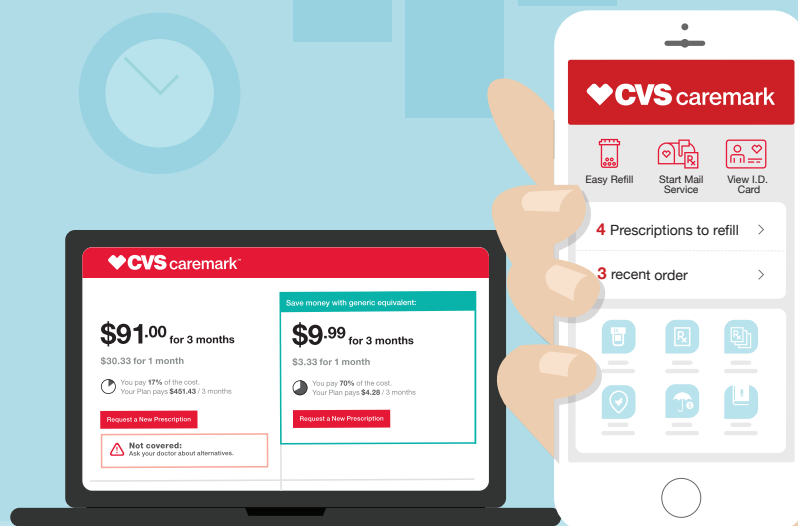 CVS caremark™
$91.00 for 3 months
$30.33 for 1 month
You pay 17% of the cost.
Your Plan pays $451.43 / 3 months
Request a New Prescription
Not covered:
Ask your doctor about alternatives.
Save money with generic equivalent:
$9.99 for 3 months
$3.33 for 1 month
You pay 70% of the cost.
Your Plan pays $4.28 / 3 months
Request a New Prescription
CVS caremark
Easy Refill
Start Mail
Service
View I.D.
Card
4 Prescriptions to refill
3 recent order
Rx
Rx
Rx